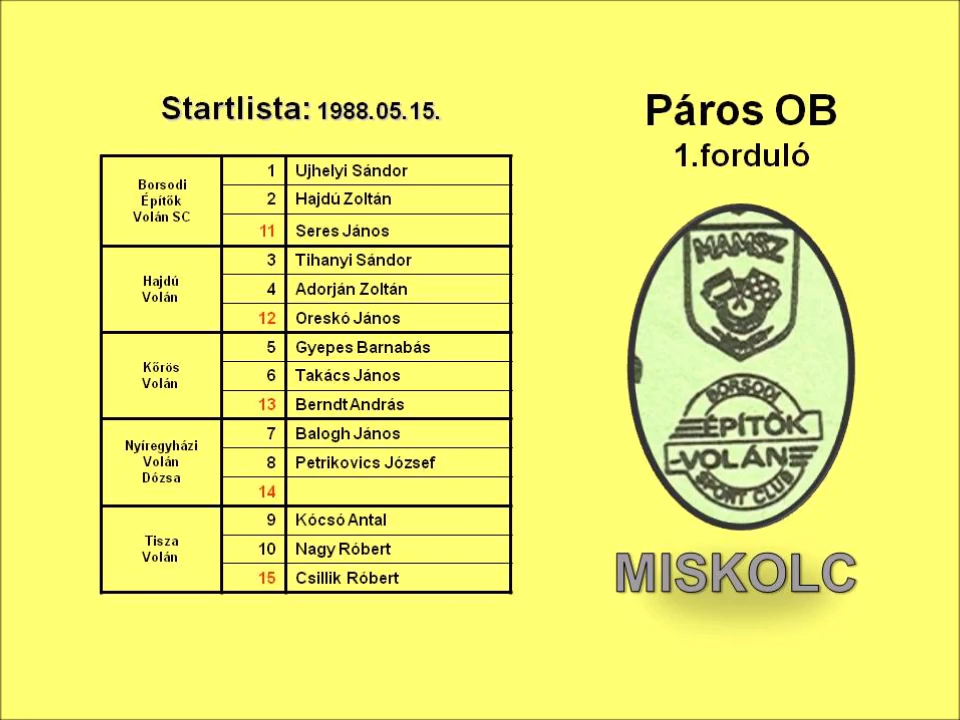 Startlista: 1988.05.15.
Borsodi
Építők
Volán SC
1 Ujhelyi Sándor
2 Hajdú Zoltán
11 Seres János
Hajdú
Volán
3 Tihanyi Sándor
4 Adorján Zoltán
12 Oreskó János
Kőrös
Volán
5 Gyepes Barnabás
6 Takács János
13 Berndt András
Nyíregyházi
Volán
Dózsa
7 Balogh János
8 Petrikovics József
14
Tisza
Volán
9 Kócsó Antal
10 Nagy Róbert
15 Csillik Róbert
Páros OB
1.forduló
MAMSZ
BORSODI
ÉPÍTŐK
VOLÁN
SPORT CLUB
MISKOLC